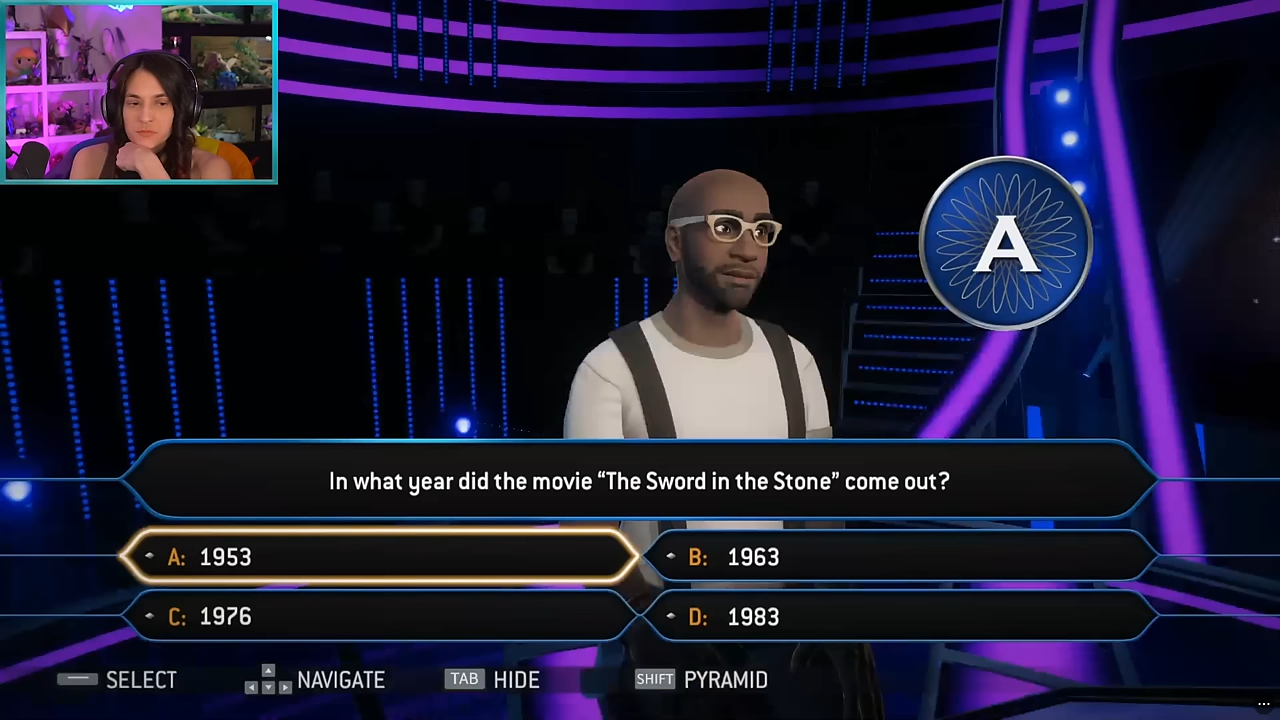 A
In what year did the movie “The Sword in the Stone” come out?
A: 1953
B: 1963
C: 1976
D: 1983
SELECT
NAVIGATE
TAB HIDE
SHIFT PYRAMID
...